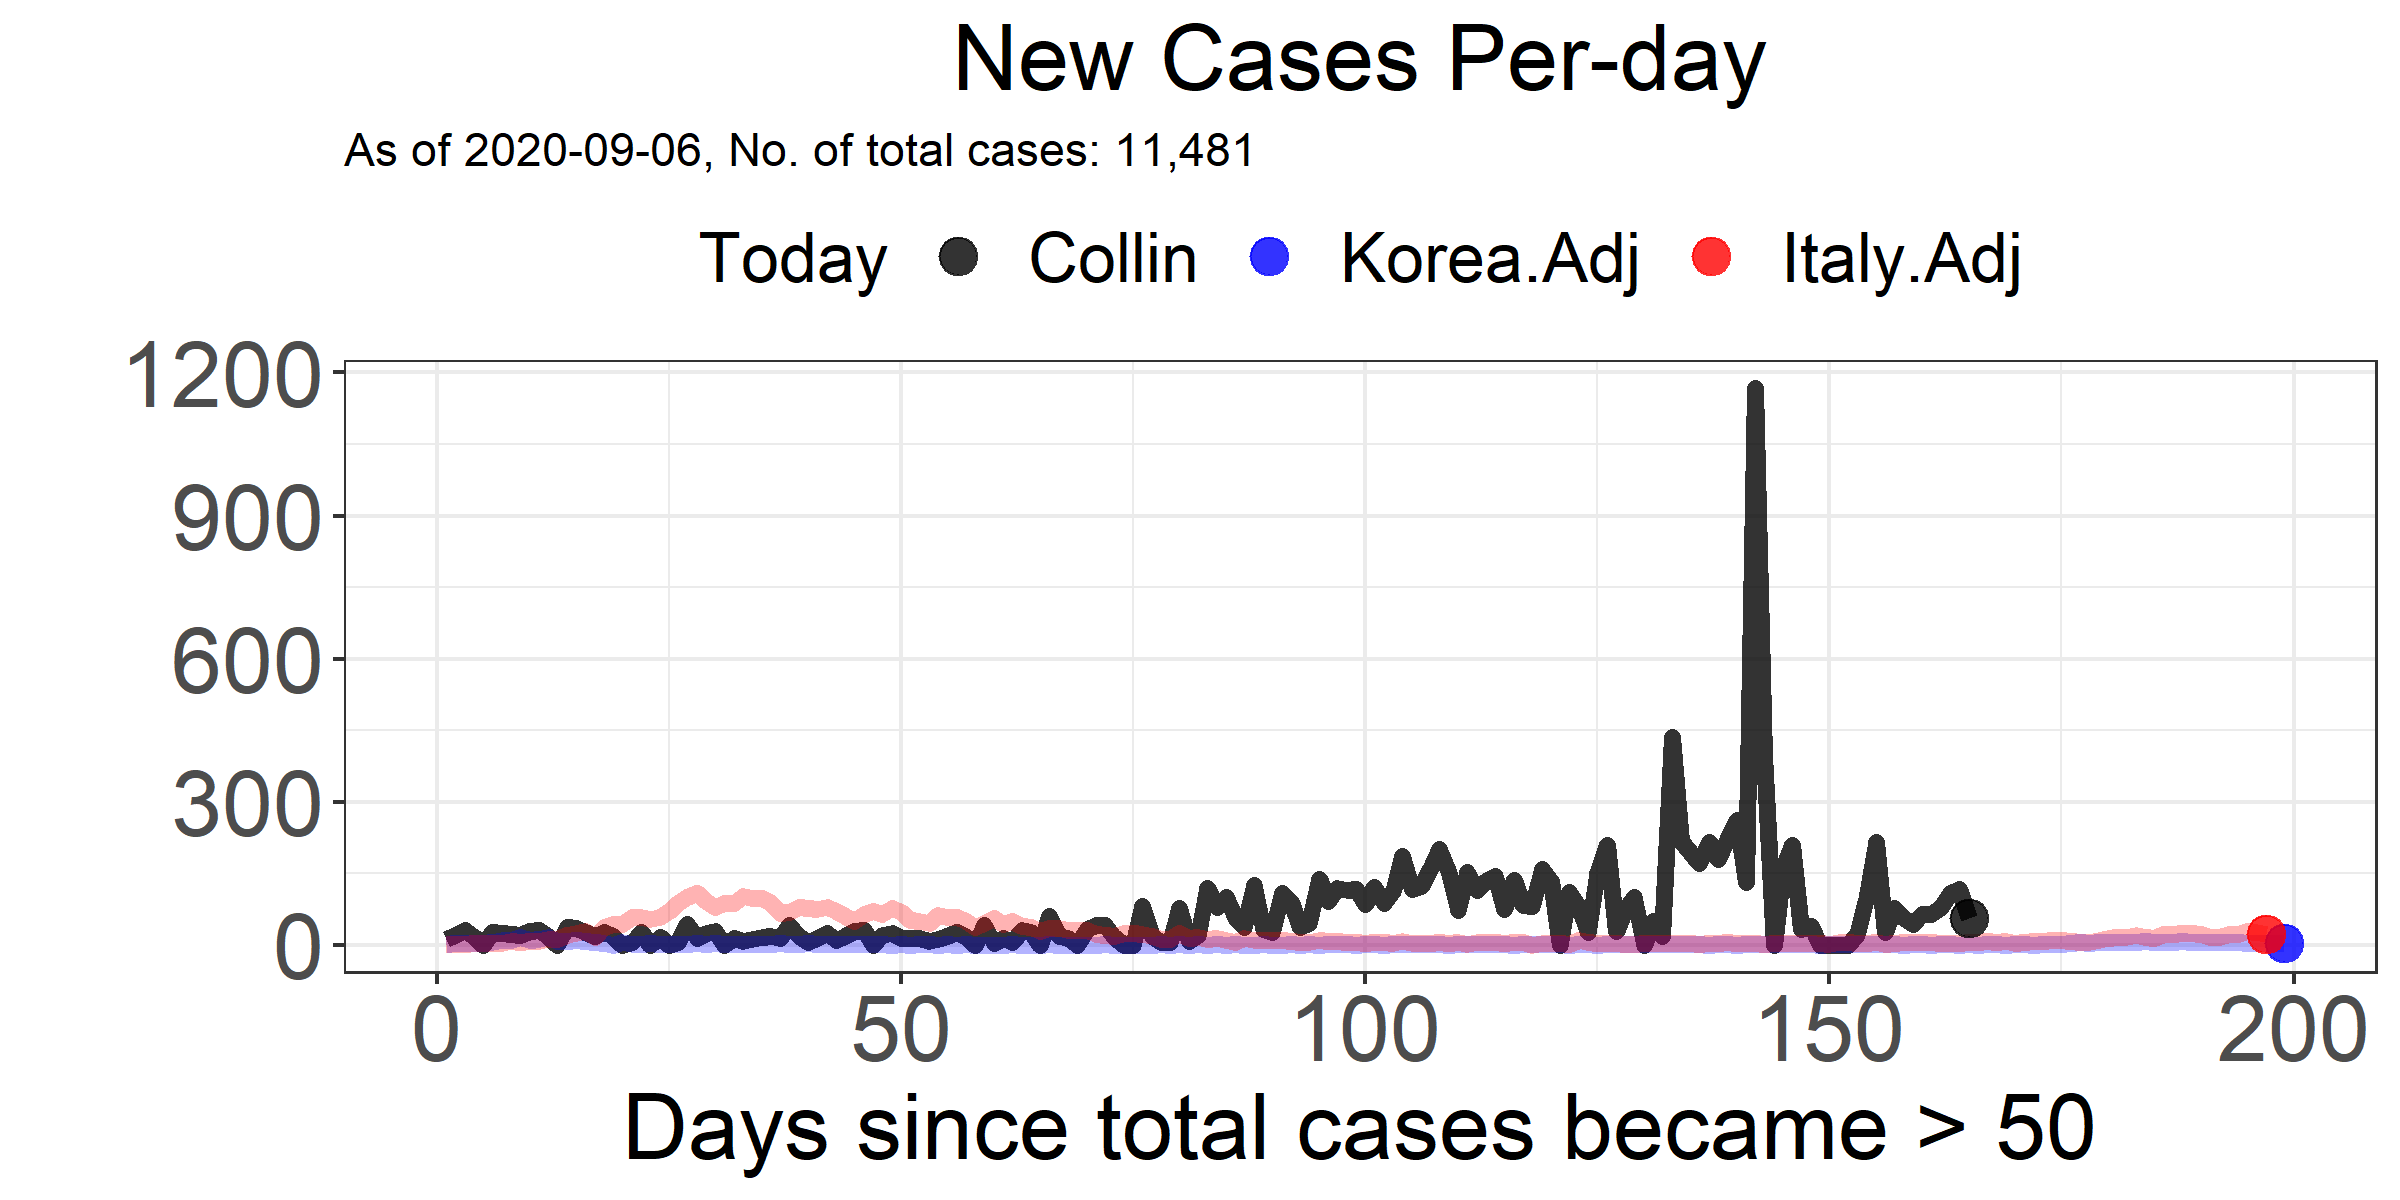 New Cases Per-day
As of 2020-09-06, No. of total cases: 11,481
Today Collin Korea.Adj Italy.Adj
1200
900
600
300
0
0 50 100 150 200
Days since total cases became > 50